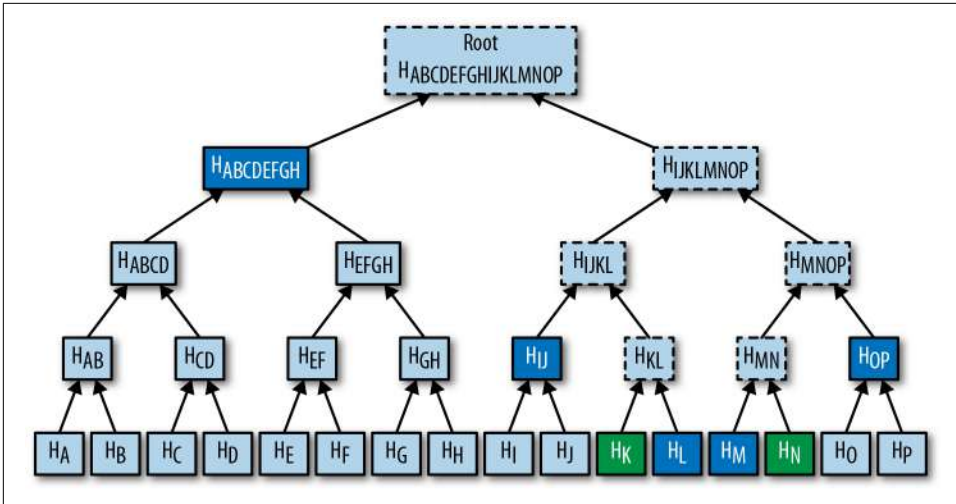 Root
HABCDEFGHIJKLMNOP
HABCDEFGH HIJKLMNOP
HABCD HEFGH HIJKL HMNOP
HAB HCD HEF HGH HIJ HKL HMN HOP
HA HB HC HD HE HF HG HH HI HJ HK HL HM HN HO HP